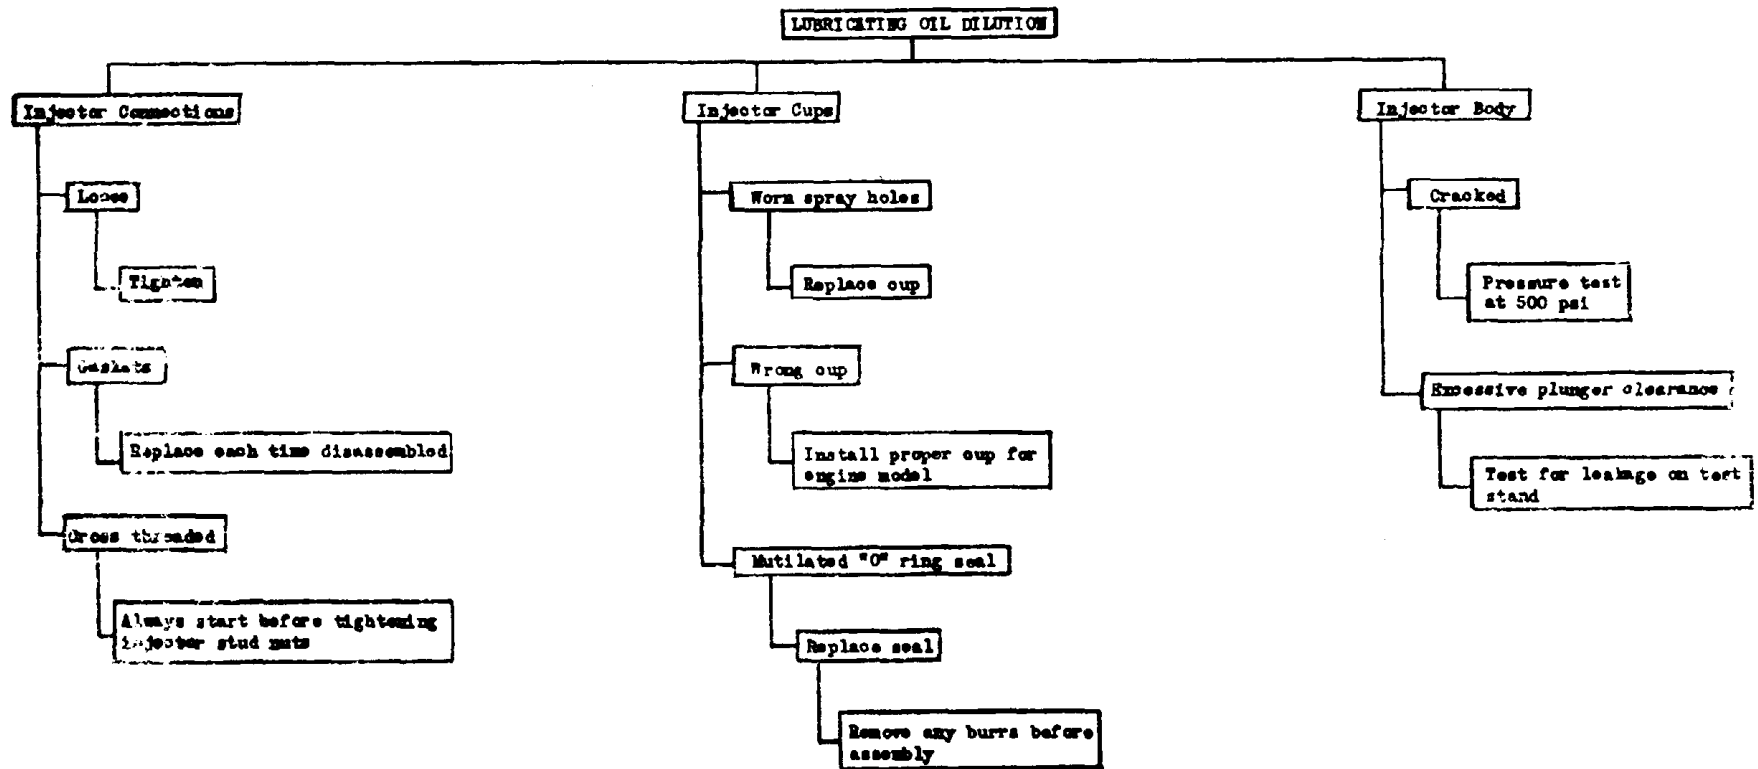 LUBRICATING OIL DILUTION
Injector Connections
Loose
Tighten
Gaskets
Replace each time disassembled
Cross threaded
Always start before tightening
injector stud nuts
Injector Cups
Worn spray holes
Replace cup
Wrong cup
Install proper cup for
engine model
Mutilated "O" ring seal
Replace seal
Remove any burrs before
assembly
Injector Body
Cracked
Pressure test
at 500 psi
Excessive plunger clearance
Test for leakage on test
stand